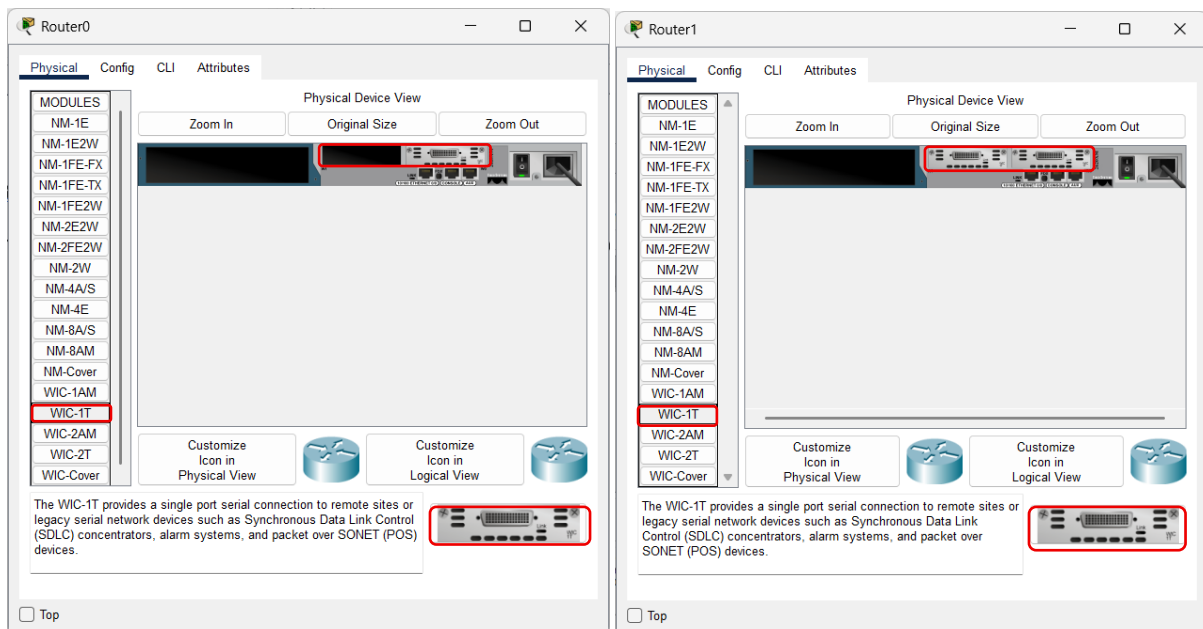 Router0
Physical Config CLI Attributes
MODULES
NM-1E
NM-1E2W
NM-1FE-FX
NM-1FE-TX
NM-1FE2W
NM-2E2W
NM-2FE2W
NM-2W
NM-4A/S
NM-4E
NM-8A/S
NM-8AM
NM-Cover
WIC-1AM
WIC-1T
WIC-2AM
WIC-2T
WIC-Cover
Physical Device View
Zoom In Original Size Zoom Out
Customize
Icon in
Physical View
Customize
Icon in
Logical View
The WIC-1T provides a single port serial connection to remote sites or
legacy serial network devices such as Synchronous Data Link Control
(SDLC) concentrators, alarm systems, and packet over SONET (POS)
devices.
Link
Top
Router1
Physical Config CLI Attributes
MODULES
NM-1E
NM-1E2W
NM-1FE-FX
NM-1FE-TX
NM-1FE2W
NM-2E2W
NM-2FE2W
NM-2W
NM-4A/S
NM-4E
NM-8A/S
NM-8AM
NM-Cover
WIC-1AM
WIC-1T
WIC-2AM
WIC-2T
WIC-Cover
Physical Device View
Zoom In Original Size Zoom Out
Customize
Icon in
Physical View
Customize
Icon in
Logical View
The WIC-1T provides a single port serial connection to remote sites or
legacy serial network devices such as Synchronous Data Link
Control (SDLC) concentrators, alarm systems, and packet over
SONET (POS) devices.
Link
Top